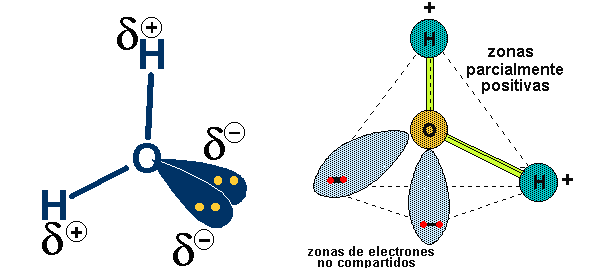 δ+
H
δ−
O
H
δ+
δ−
+
H
zonas
parcialmente
positivas
O
H +
zonas de electrones
no compartidos